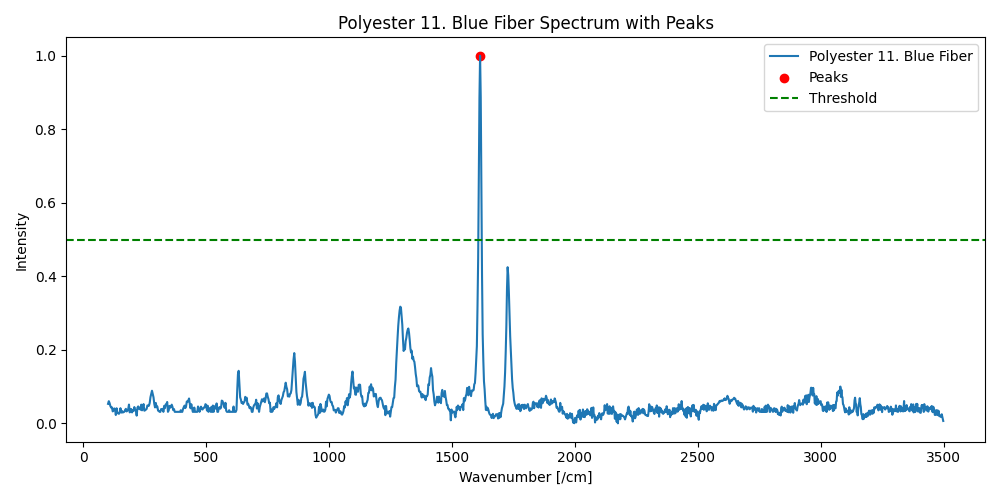 Polyester 11. Blue Fiber Spectrum with Peaks
Polyester 11. Blue Fiber
Peaks
Threshold
Intensity
1.0
0.8
0.6
0.4
0.2
0.0
0 500 1000 1500 2000 2500 3000 3500
Wavenumber [/cm]